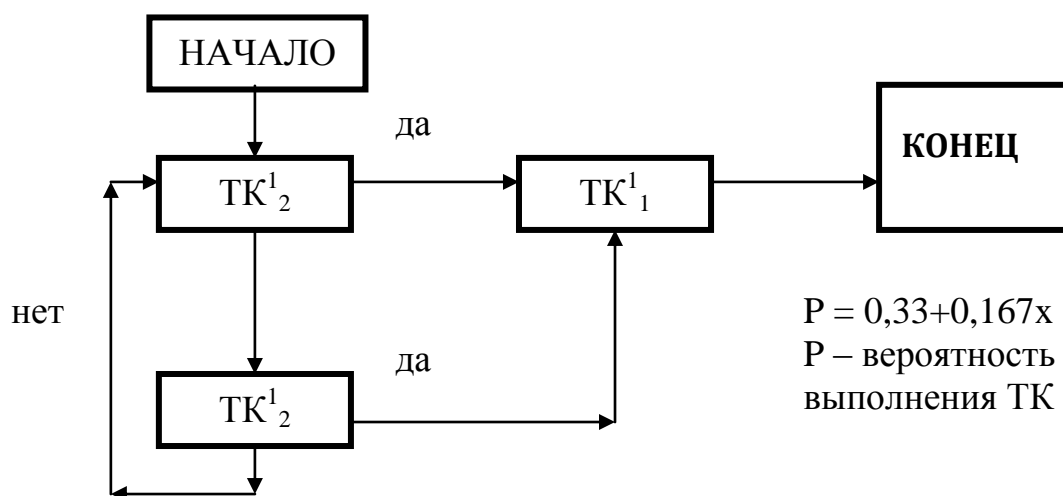 НАЧАЛО
да
КОНЕЦ
ТК¹₂
ТК¹₁
нет
P = 0,33+0,167x
P – вероятность
выполнения ТК
да
ТК¹₂